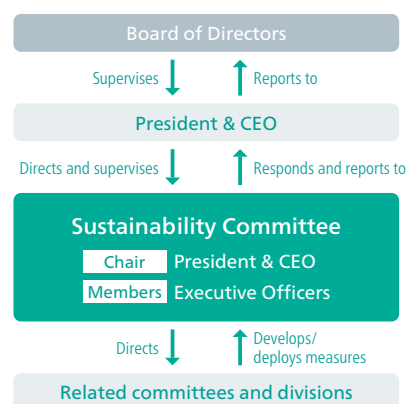 Board of Directors
Supervises
Reports to
President & CEO
Directs and supervises
Responds and reports to
Sustainability Committee
Chair President & CEO
Members Executive Officers
Directs
Develops/
deploys measures
Related committees and divisions